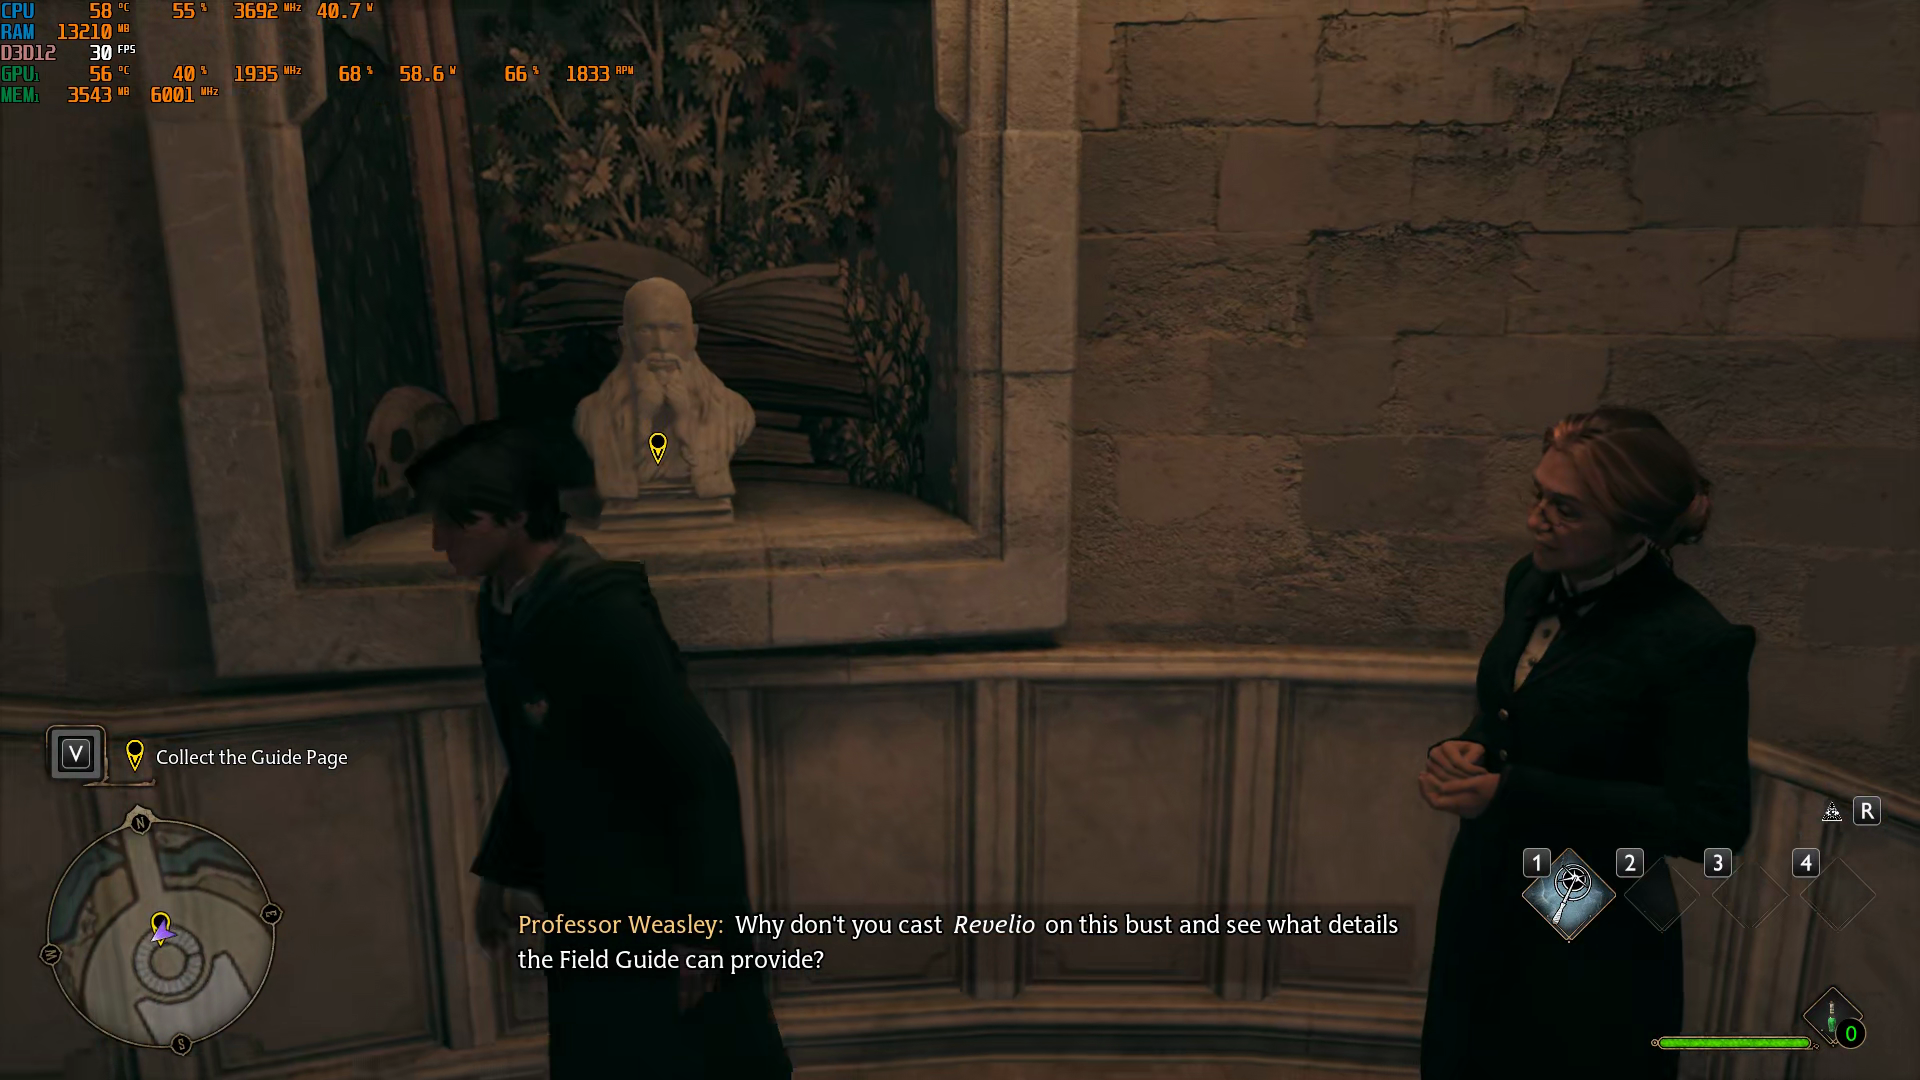 CPU 58 °C 55 % 3692 MHz 40.7 W
RAM 13210 MB
D3D12 30 FPS
GPU1 56 °C 40 % 1935 MHz 68 % 58.6 W 66 % 1833 RPM
MEM1 3543 MB 6001 MHz
V Collect the Guide Page
N
E
W
S
R
1 2 3 4
Professor Weasley: Why don't you cast Revelio on this bust and see what details
the Field Guide can provide?
0